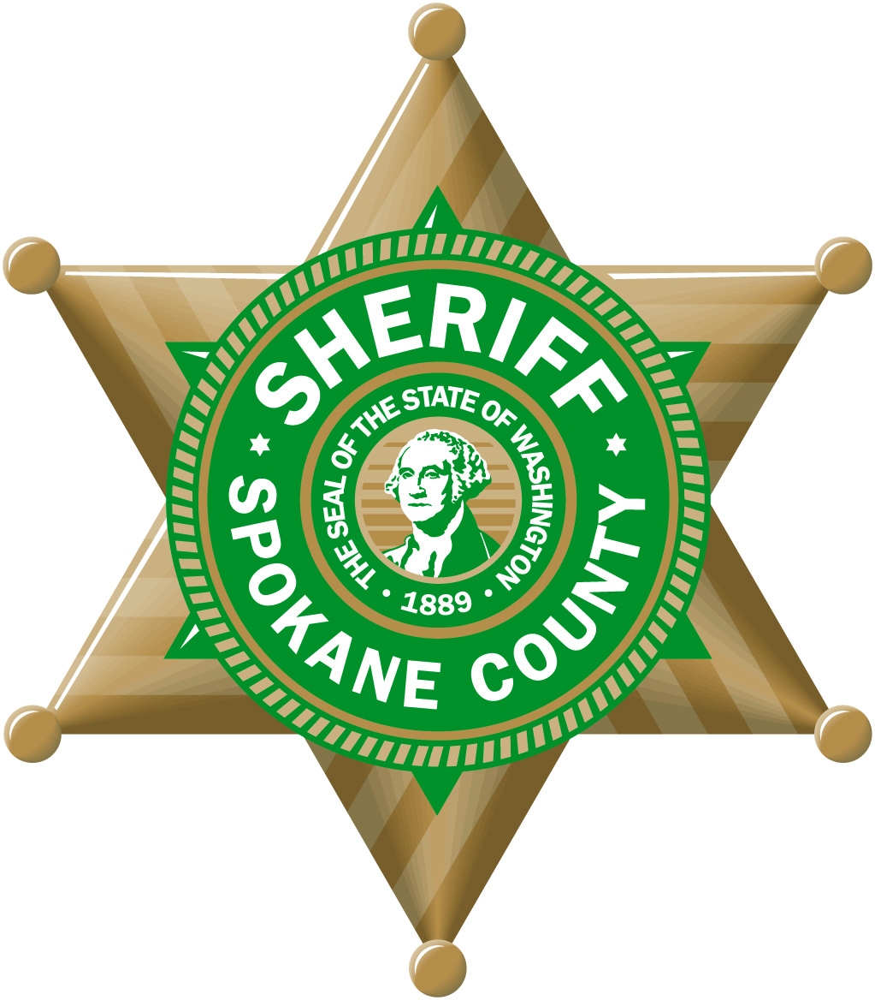 SHERIFF
SPOKANE COUNTY
THE SEAL OF THE STATE OF WASHINGTON
• 1889 •